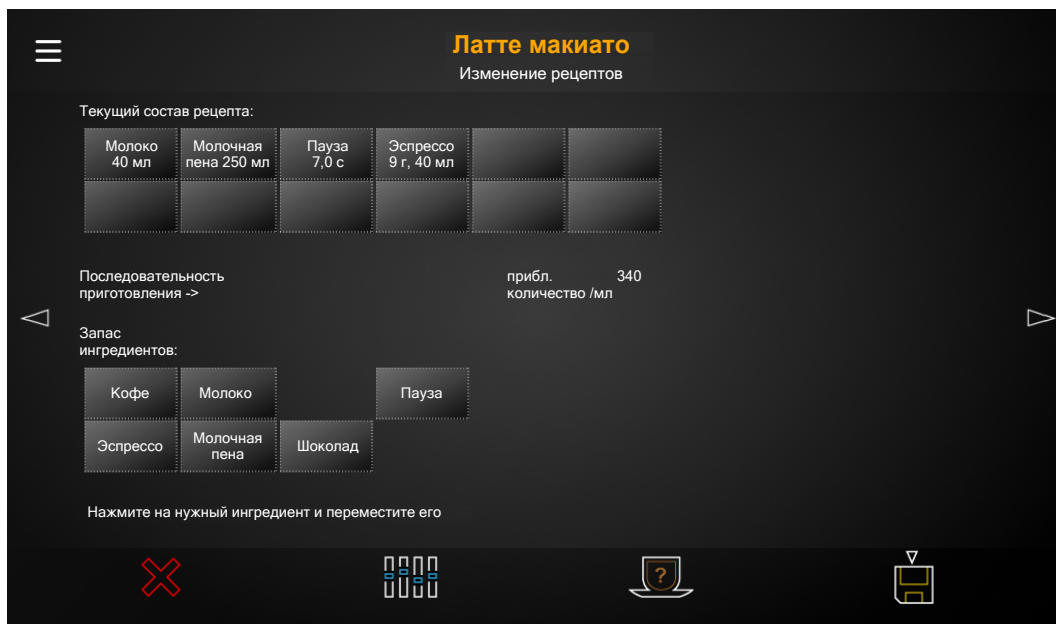 Латте макиато
Изменение рецептов
Текущий состав рецепта:
Молоко
40 мл
Молочная
пена 250 мл
Пауза
7,0 с
Эспрессо
9 г, 40 мл
Последовательность
приготовления ->
прибл. 340
количество /мл
Запас
ингредиентов:
Кофе
Молоко
Пауза
Эспрессо
Молочная
пена
Шоколад
Нажмите на нужный ингредиент и переместите его
?